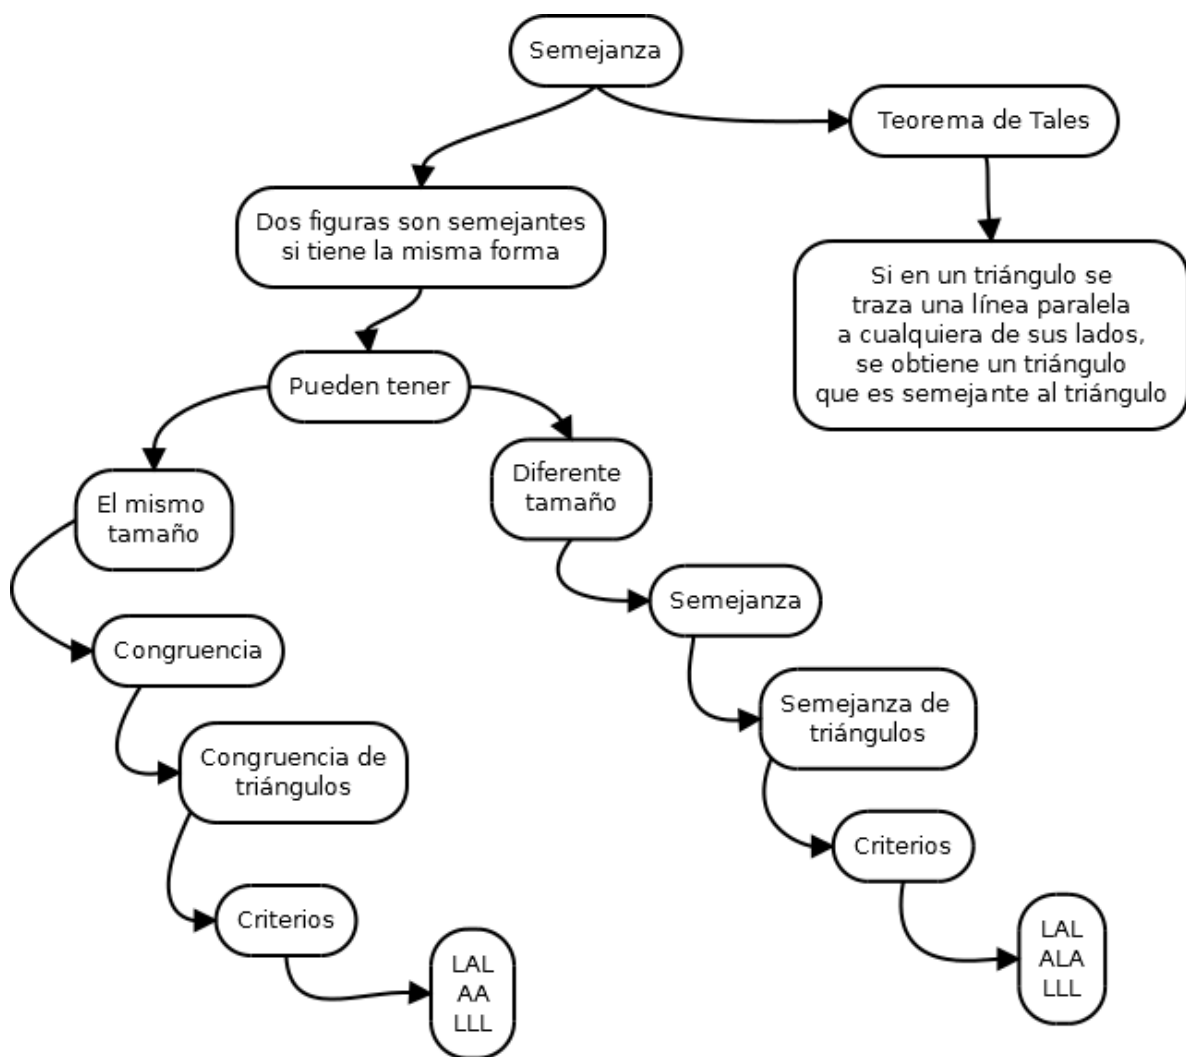 Semejanza
Teorema de Tales
Dos figuras son semejantes
si tiene la misma forma
Si en un triángulo se
traza una línea paralela
a cualquiera de sus lados,
se obtiene un triángulo
que es semejante al triángulo
Pueden tener
El mismo
tamaño
Diferente
tamaño
Congruencia
Semejanza
Congruencia de
triángulos
Semejanza de
triángulos
Criterios
LAL
AA
LLL
Criterios
LAL
ALA
LLL